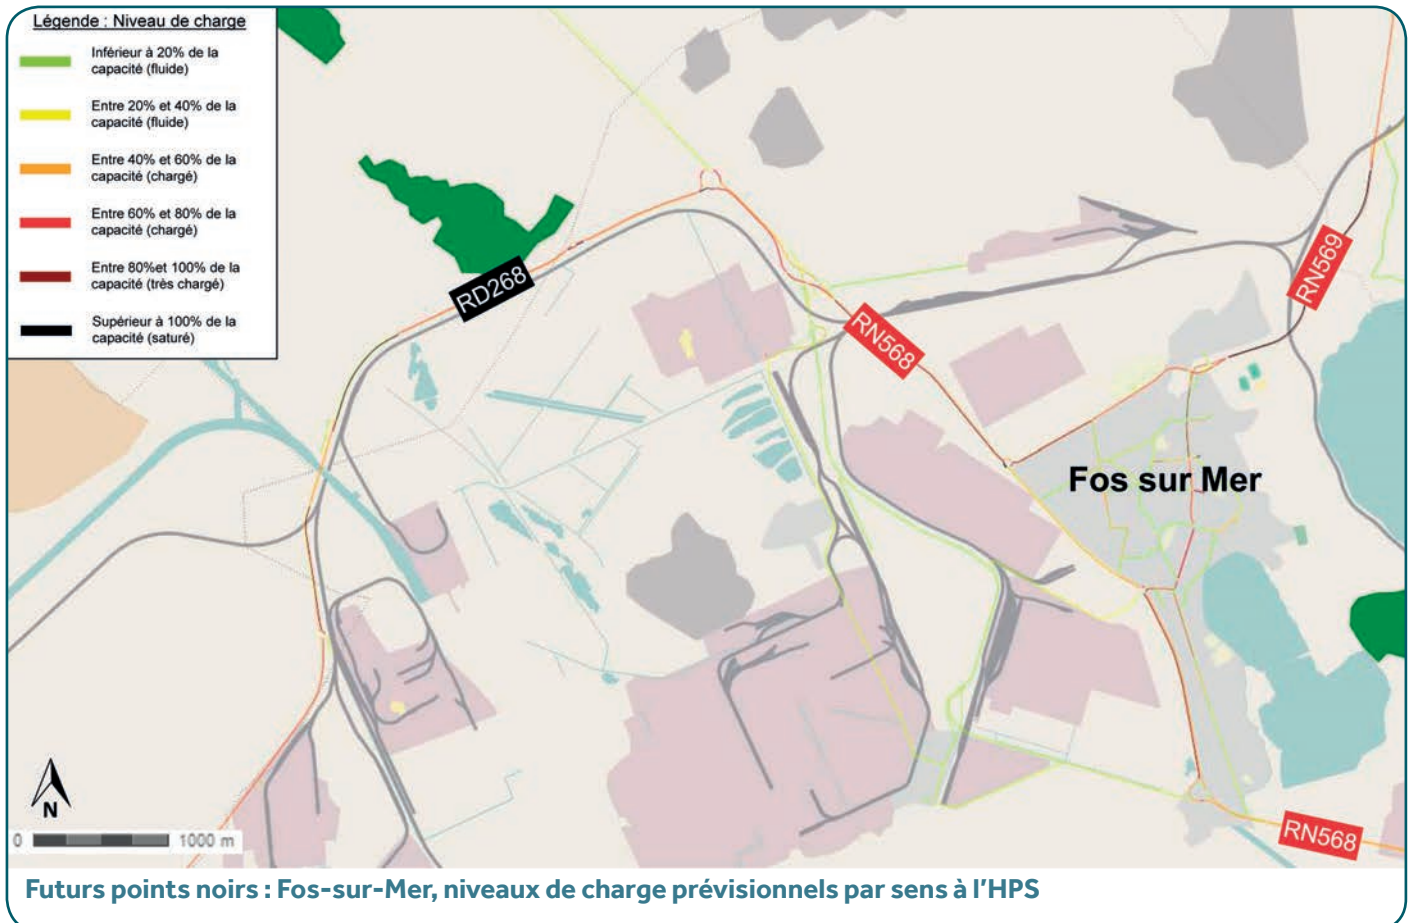 Légende : Niveau de charge
Inférieur à 20% de la
capacité (fluide)
Entre 20% et 40% de la
capacité (fluide)
Entre 40% et 60% de la
capacité (chargé)
Entre 60% et 80% de la
capacité (chargé)
Entre 80%et 100% de la
capacité (très chargé)
Supérieur à 100% de la
capacité (saturé)
RD268
RN569
RN568
Fos sur Mer
N
0 1000 m
RN568
Futurs points noirs : Fos-sur-Mer, niveaux de charge prévisionnels par sens à l'HPS